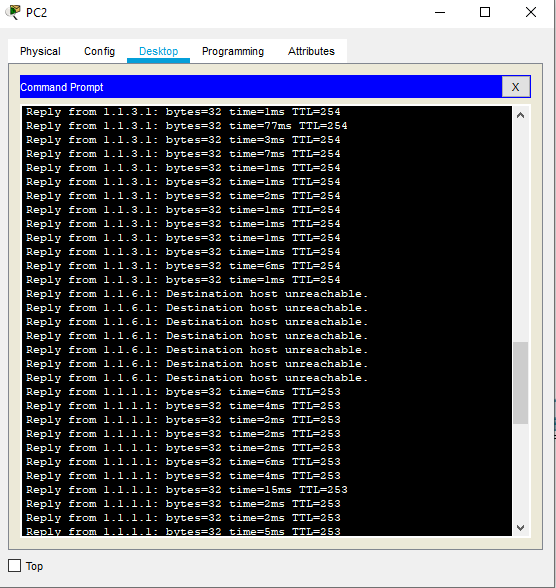 PC2
Physical Config Desktop Programming Attributes
Command Prompt X
Reply from 1.1.3.1: bytes=32 time=1ms TTL=254
Reply from 1.1.3.1: bytes=32 time=77ms TTL=254
Reply from 1.1.3.1: bytes=32 time=3ms TTL=254
Reply from 1.1.3.1: bytes=32 time=7ms TTL=254
Reply from 1.1.3.1: bytes=32 time=1ms TTL=254
Reply from 1.1.3.1: bytes=32 time=1ms TTL=254
Reply from 1.1.3.1: bytes=32 time=2ms TTL=254
Reply from 1.1.3.1: bytes=32 time=1ms TTL=254
Reply from 1.1.3.1: bytes=32 time=1ms TTL=254
Reply from 1.1.3.1: bytes=32 time=1ms TTL=254
Reply from 1.1.3.1: bytes=32 time=1ms TTL=254
Reply from 1.1.3.1: bytes=32 time=6ms TTL=254
Reply from 1.1.3.1: bytes=32 time=1ms TTL=254
Reply from 1.1.6.1: Destination host unreachable.
Reply from 1.1.6.1: Destination host unreachable.
Reply from 1.1.6.1: Destination host unreachable.
Reply from 1.1.6.1: Destination host unreachable.
Reply from 1.1.6.1: Destination host unreachable.
Reply from 1.1.6.1: Destination host unreachable.
Reply from 1.1.6.1: Destination host unreachable.
Reply from 1.1.1.1: bytes=32 time=6ms TTL=253
Reply from 1.1.1.1: bytes=32 time=4ms TTL=253
Reply from 1.1.1.1: bytes=32 time=2ms TTL=253
Reply from 1.1.1.1: bytes=32 time=2ms TTL=253
Reply from 1.1.1.1: bytes=32 time=2ms TTL=253
Reply from 1.1.1.1: bytes=32 time=6ms TTL=253
Reply from 1.1.1.1: bytes=32 time=4ms TTL=253
Reply from 1.1.1.1: bytes=32 time=15ms TTL=253
Reply from 1.1.1.1: bytes=32 time=2ms TTL=253
Reply from 1.1.1.1: bytes=32 time=2ms TTL=253
Reply from 1.1.1.1: bytes=32 time=5ms TTL=253
Top